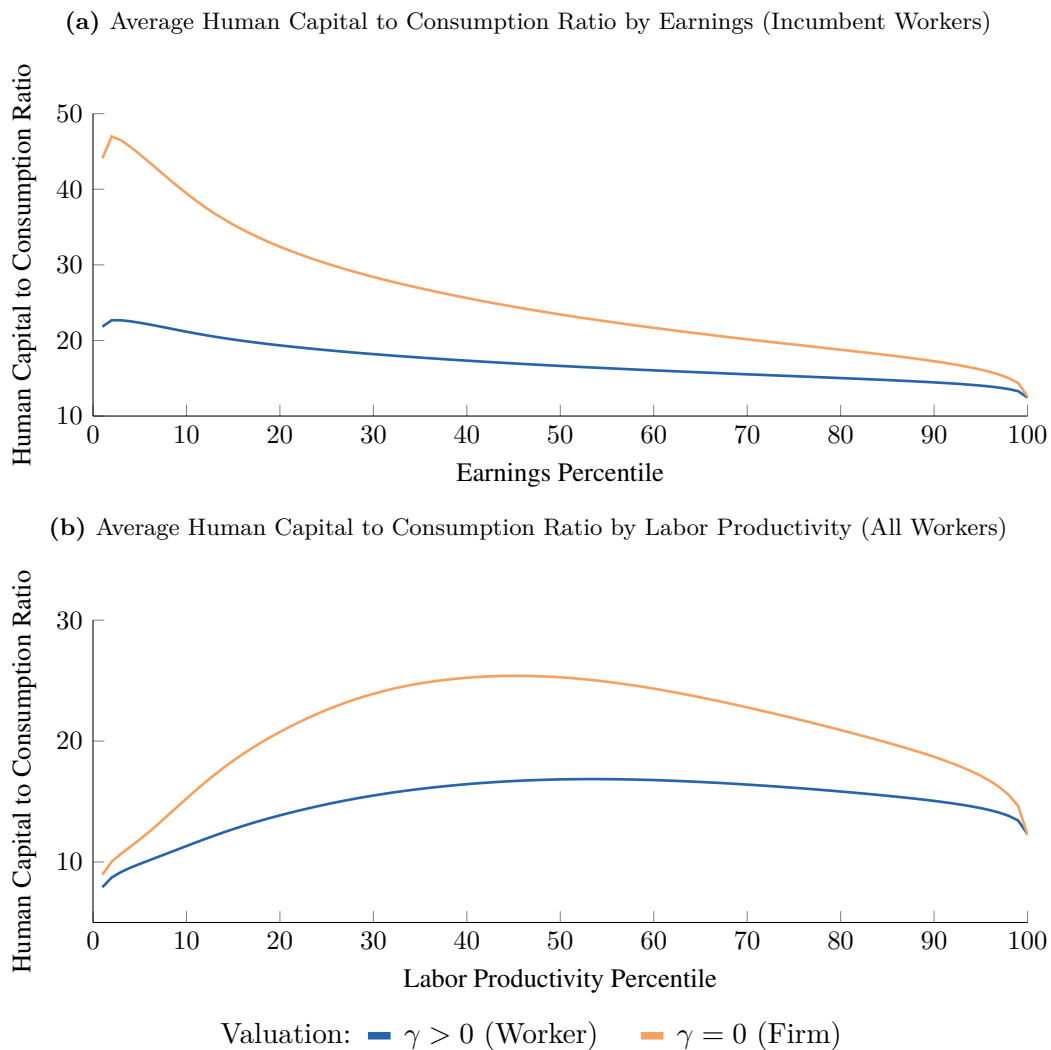 (a) Average Human Capital to Consumption Ratio by Earnings (Incumbent Workers)
Human Capital to Consumption Ratio
50
40
30
20
10
0 10 20 30 40 50 60 70 80 90 100
Earnings Percentile
(b) Average Human Capital to Consumption Ratio by Labor Productivity (All Workers)
Human Capital to Consumption Ratio
30
20
10
0 10 20 30 40 50 60 70 80 90 100
Labor Productivity Percentile
Valuation: γ > 0 (Worker) γ = 0 (Firm)